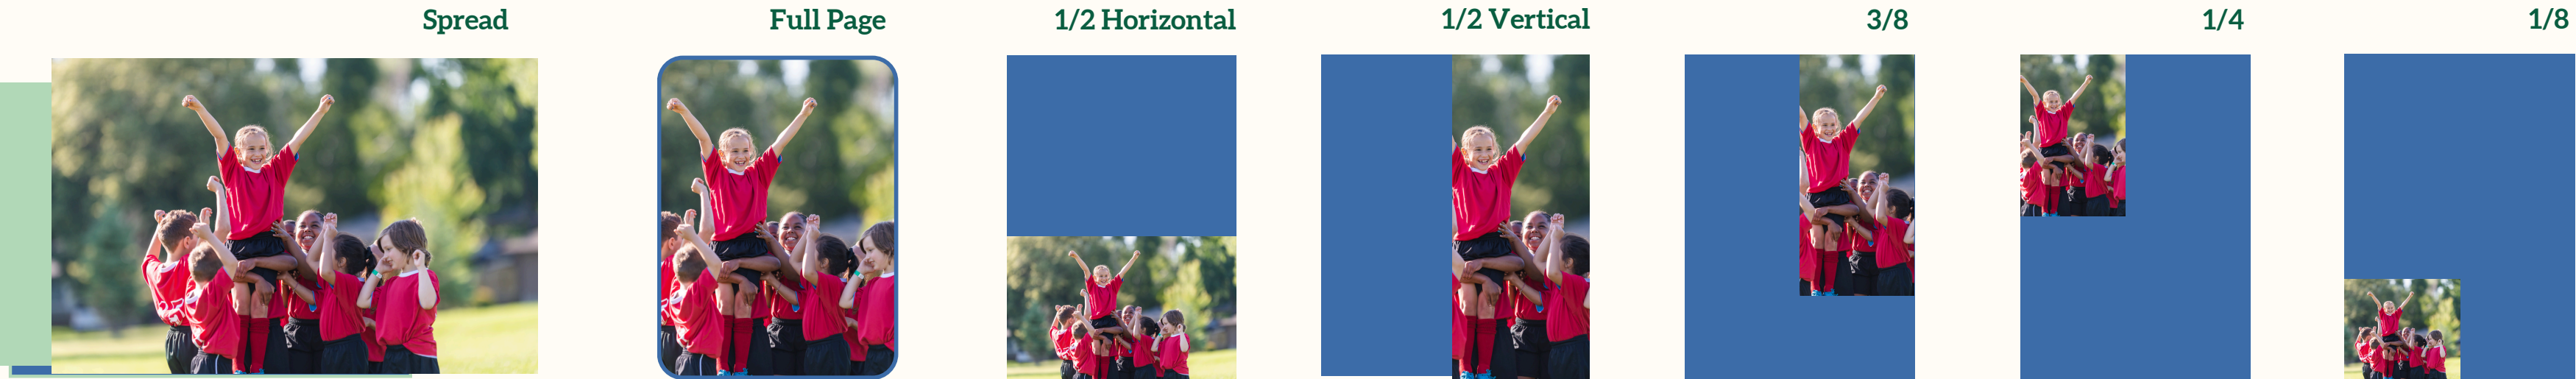 Spread
Full Page
1/2 Horizontal
1/2 Vertical
3/8
1/4
1/8